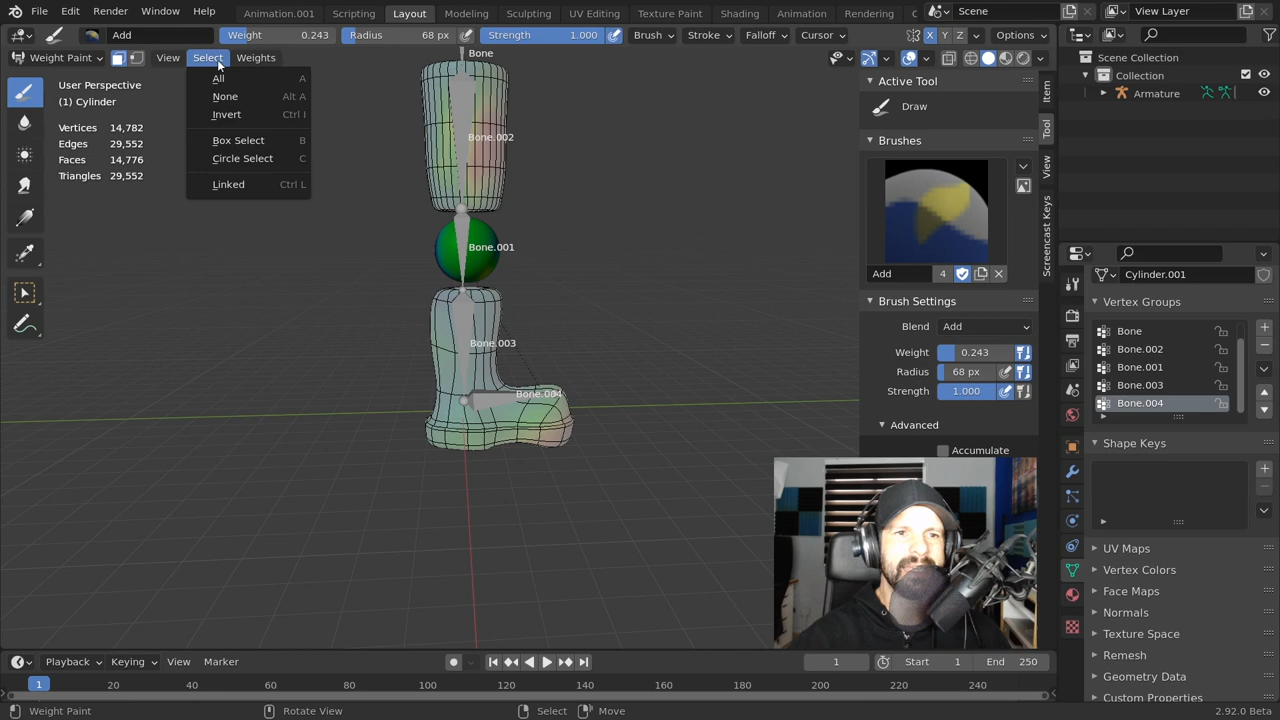 File Edit Render Window Help Animation.001 Scripting Layout Modeling Sculpting UV Editing Texture Paint Shading Animation Rendering Scene View Layer
Add Weight 0.243 Radius 68 px Strength 1.000 Brush Stroke Falloff Cursor X Y Z Options
Weight Paint View Select Weights
All A
None Alt A
Invert Ctrl I
Box Select B
Circle Select C
Linked Ctrl L
User Perspective
(1) Cylinder
Vertices 14,782
Edges 29,552
Faces 14,776
Triangles 29,552
Bone
Bone.002
Bone.001
Bone.003
Bone.004
Active Tool
Draw
Brushes
Add 4
Brush Settings
Blend Add
Weight 0.243
Radius 68 px
Strength 1.000
Advanced
Accumulate
Item
Tool
View
Screencast Keys
Scene Collection
Collection
Armature
Cylinder.001
Vertex Groups
Bone
Bone.002
Bone.001
Bone.003
Bone.004
Shape Keys
UV Maps
Vertex Colors
Face Maps
Normals
Texture Space
Remesh
Geometry Data
Custom Properties
Playback Keying View Marker 1 Start 1 End 250
1 20 40 60 80 100 120 140 160 180 200 220 240
Weight Paint Rotate View Select Move 2.92.0 Beta